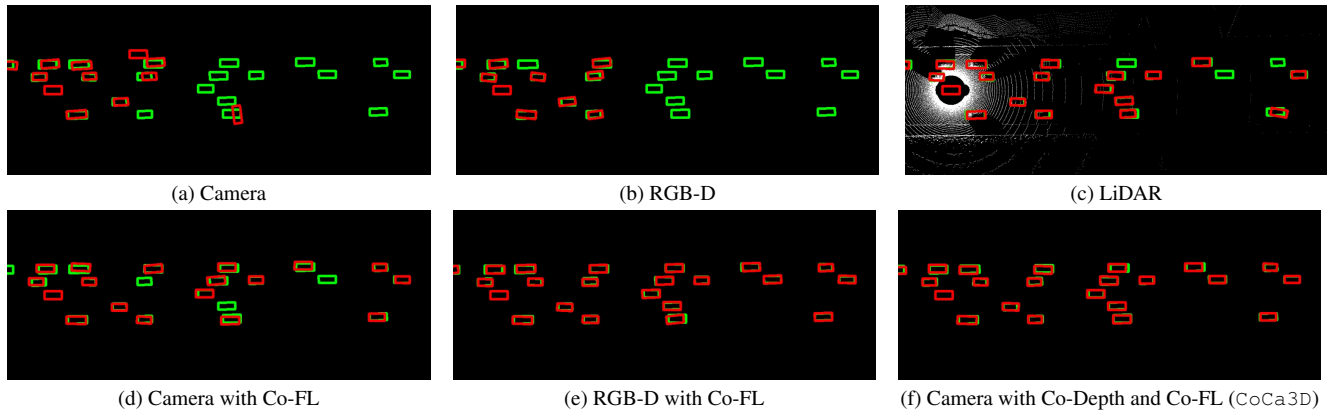 (a) Camera
(b) RGB-D
(c) LiDAR
(d) Camera with Co-FL
(e) RGB-D with Co-FL
(f) Camera with Co-Depth and Co-FL (CoCa3D)